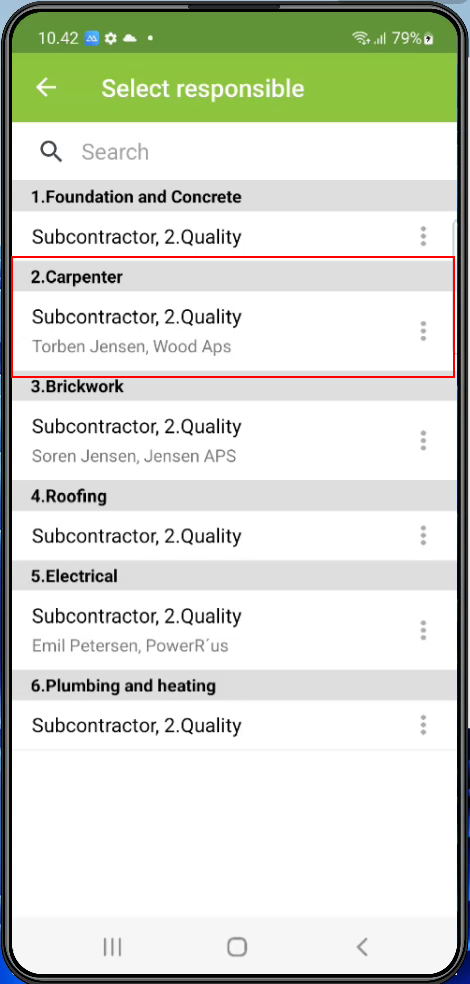 10.42 79%
Select responsible
Search
1.Foundation and Concrete
Subcontractor, 2.Quality
2.Carpenter
Subcontractor, 2.Quality
Torben Jensen, Wood Aps
3.Brickwork
Subcontractor, 2.Quality
Soren Jensen, Jensen APS
4.Roofing
Subcontractor, 2.Quality
5.Electrical
Subcontractor, 2.Quality
Emil Petersen, PowerR´us
6.Plumbing and heating
Subcontractor, 2.Quality